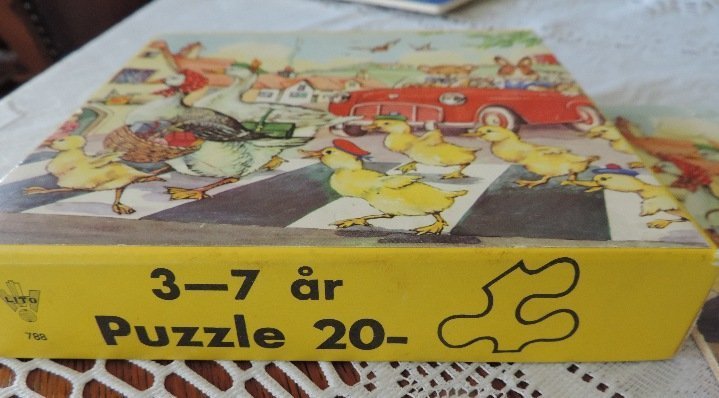 LITO
788
3—7 år
Puzzle 20-